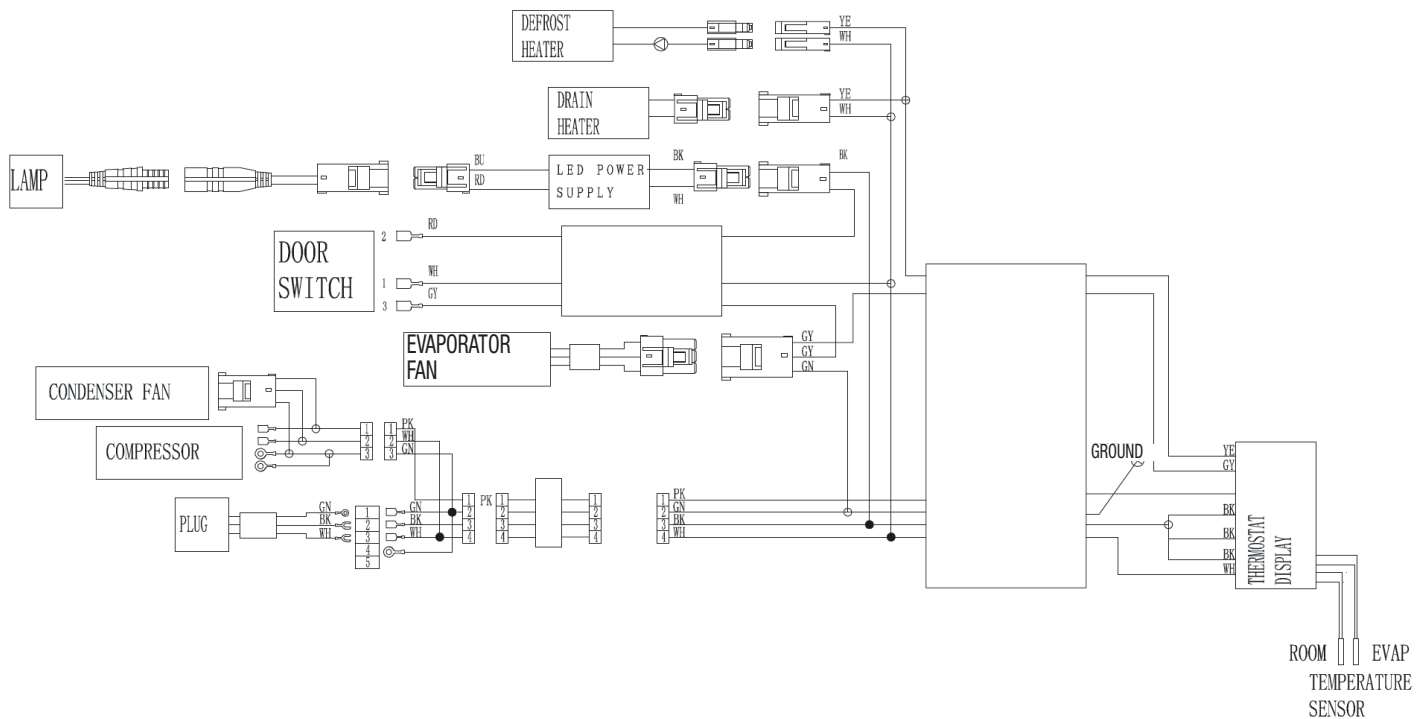 DEFROST
HEATER
YE
WH
DRAIN
HEATER
YE
WH
LAMP
BU
RD
LED POWER
SUPPLY
BK
WH
BK
DOOR
SWITCH
2
RD
1
WH
3
GY
EVAPORATOR
FAN
GY
GY
GN
CONDENSER FAN
COMPRESSOR
1
2
3
1
2
3
PK
WH
GN
GROUND
YE
GY
BK
BK
BK
WH
THERMOSTAT
DISPLAY
PLUG
GN
BK
WH
1
2
3
4
5
GN
BK
WH
1
2
3
4
PK
1
2
3
4
1
2
3
4
1
2
3
4
PK
GN
BK
WH
ROOM
EVAP
TEMPERATURE
SENSOR